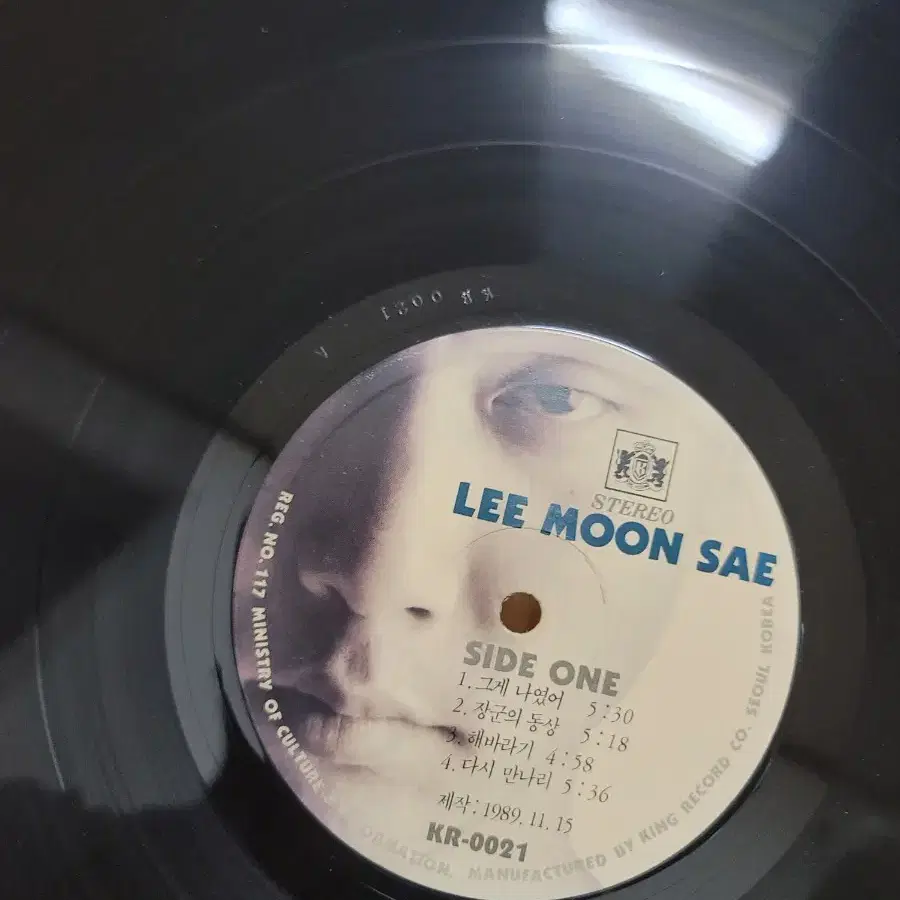 KR 0021 A
STEREO
LEE MOON SAE
SIDE ONE
1. 그게 나였어 5:30
2. 장군의 동상 5:18
3. 해바라기 4:58
4. 다시 만나리 5:36
제작:1989.11.15
KR-0021
REG. NO. 117 MINISTRY OF CULTURE ORMATION. MANUFACTURED BY KING RECORD CO. SEOUL KOREA